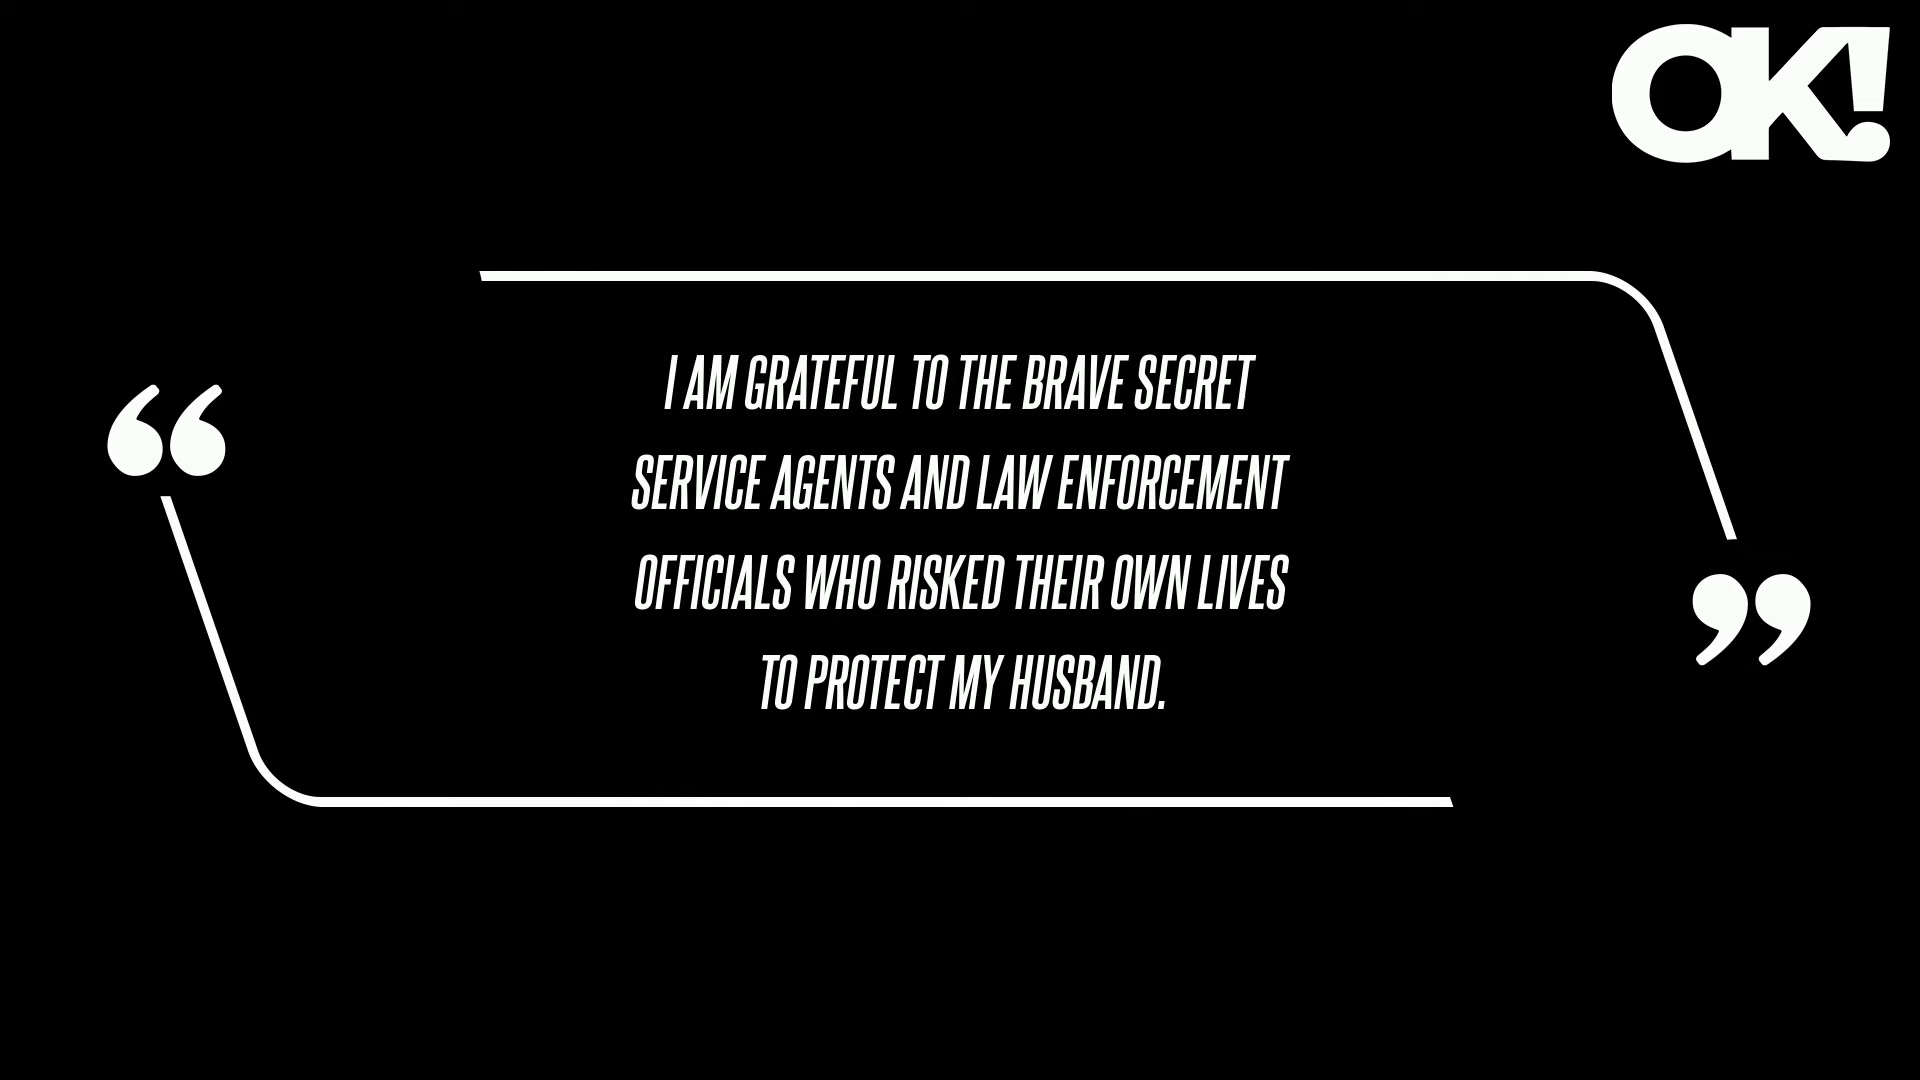 OK!
“
I AM GRATEFUL TO THE BRAVE SECRET
SERVICE AGENTS AND LAW ENFORCEMENT
OFFICIALS WHO RISKED THEIR OWN LIVES
TO PROTECT MY HUSBAND.
”